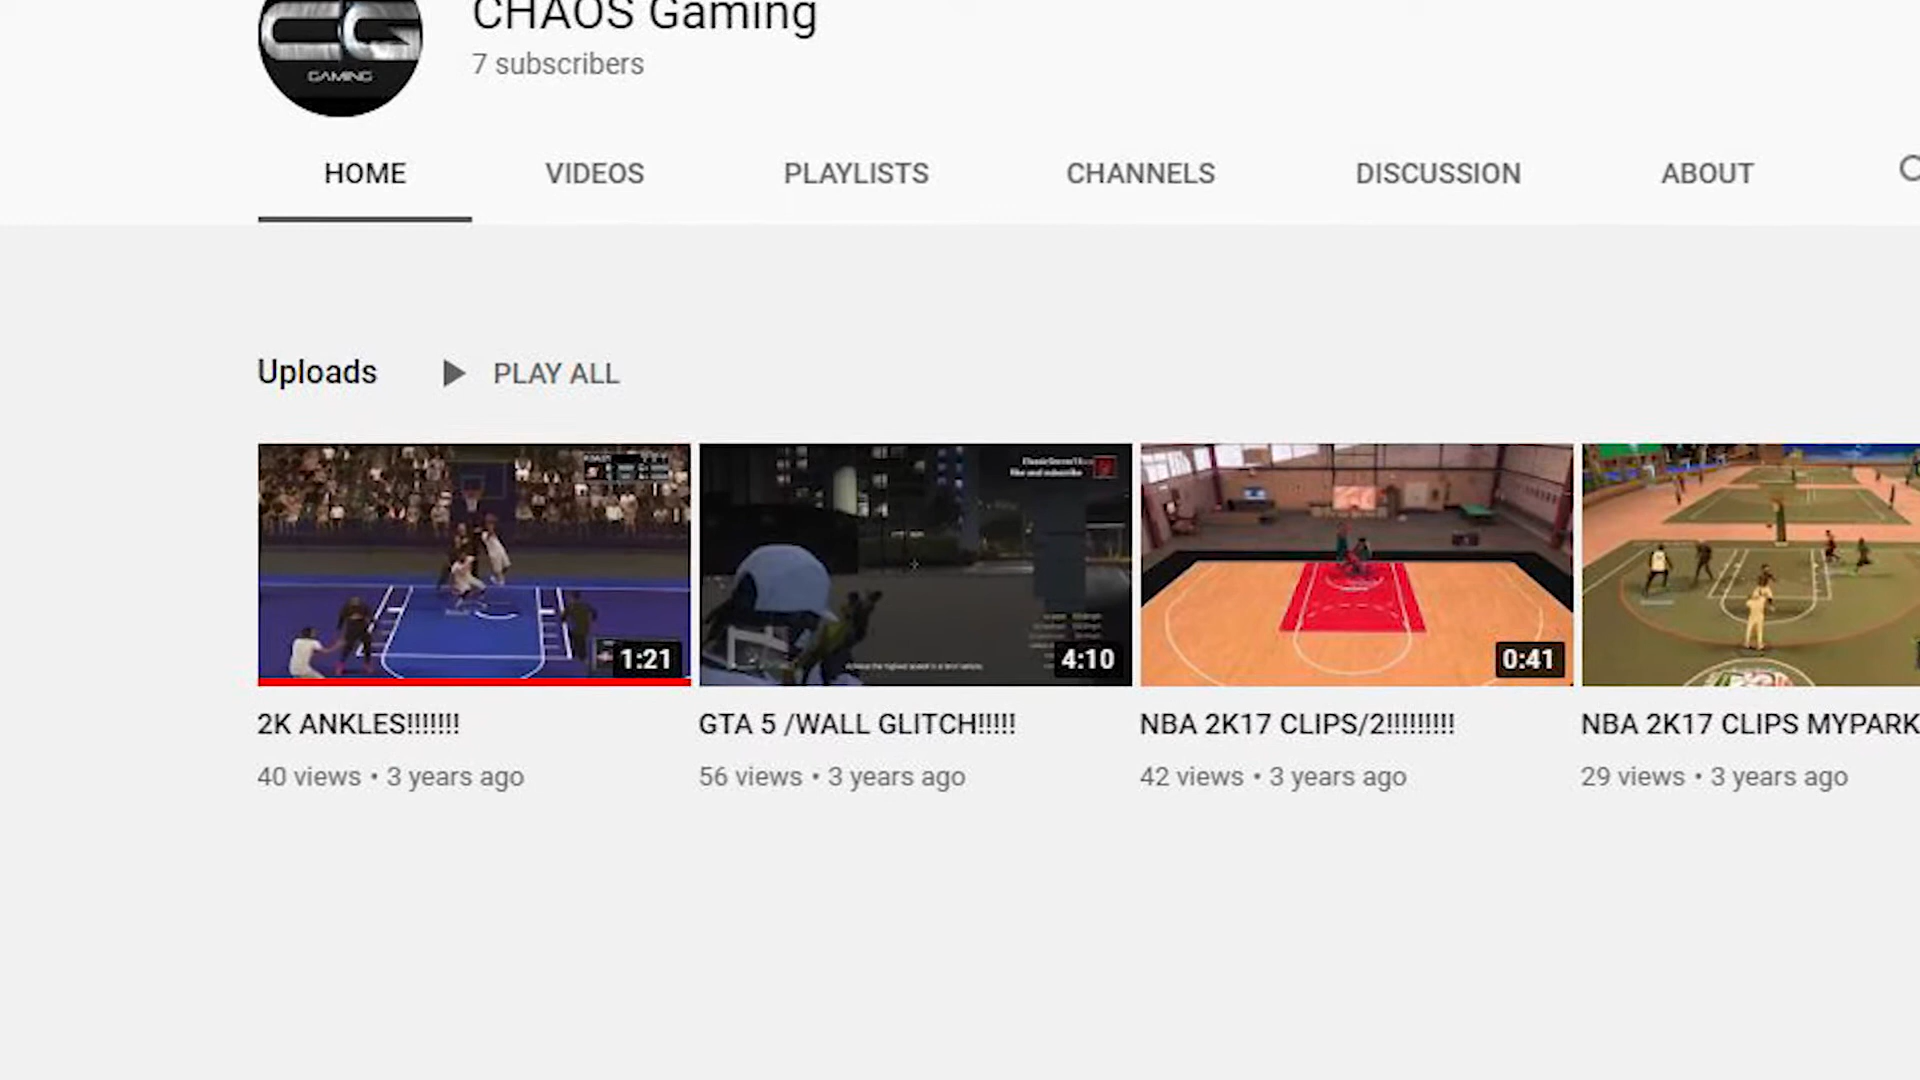 CHAOS Gaming
GAMING
7 subscribers
HOME VIDEOS PLAYLISTS CHANNELS DISCUSSION ABOUT
Uploads PLAY ALL
1:21 4:10 0:41
2K ANKLES!!!!!!! GTA 5 /WALL GLITCH!!!!! NBA 2K17 CLIPS/2!!!!!!!!! NBA 2K17 CLIPS MYPARK
40 views • 3 years ago 56 views • 3 years ago 42 views • 3 years ago 29 views • 3 years ago